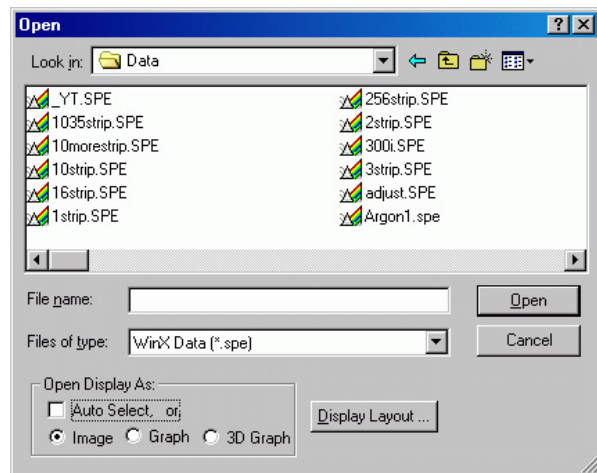 Open
Look in: Data
_YT.SPE
1035strip.SPE
10morestrip.SPE
10strip.SPE
16strip.SPE
1strip.SPE
256strip.SPE
2strip.SPE
300i.SPE
3strip.SPE
adjust.SPE
Argon1.spe
File name:
Open
Files of type: WinX Data (*.spe)
Cancel
Open Display As:
Auto Select, or
Image Graph 3D Graph
Display Layout ...